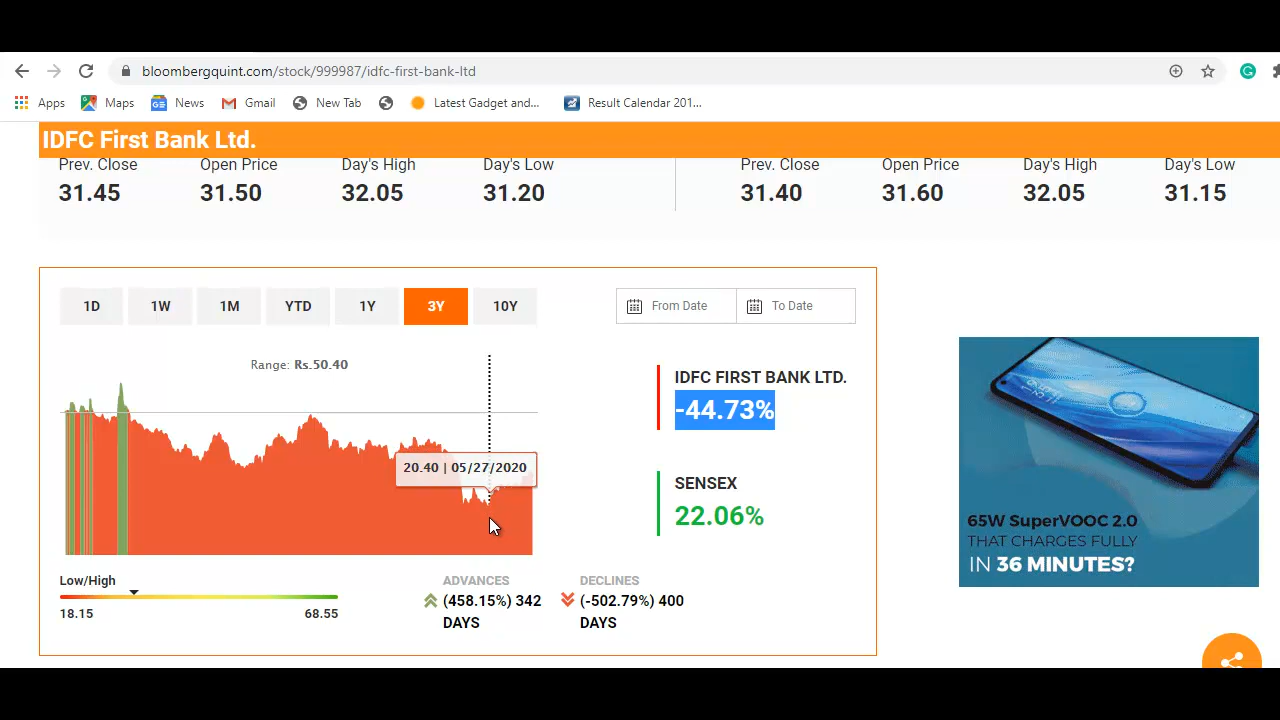 bloombergquint.com/stock/999987/idfc-first-bank-ltd
Apps Maps News Gmail New Tab Latest Gadget and... Result Calendar 201...
IDFC First Bank Ltd.
Prev. Close Open Price Day's High Day's Low Prev. Close Open Price Day's High Day's Low
31.45 31.50 32.05 31.20 31.40 31.60 32.05 31.15
1D 1W 1M YTD 1Y 3Y 10Y From Date To Date
Range: Rs.50.40
IDFC FIRST BANK LTD.
-44.73%
20.40 | 05/27/2020
SENSEX
22.06%
65W SuperVOOC 2.0
THAT CHARGES FULLY
IN 36 MINUTES?
Low/High
18.15 68.55
ADVANCES
(458.15%) 342
DAYS
DECLINES
(-502.79%) 400
DAYS